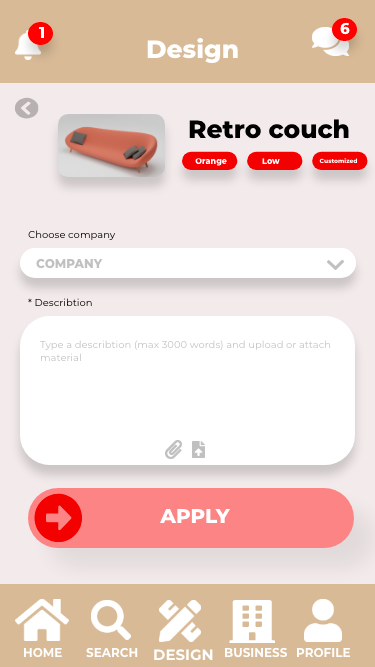 1
6
Design
Retro couch
Orange Low Customized
Choose company
COMPANY
* Describtion
Type a describtion (max 3000 words) and upload or attach
material
APPLY
HOME SEARCH DESIGN BUSINESS PROFILE